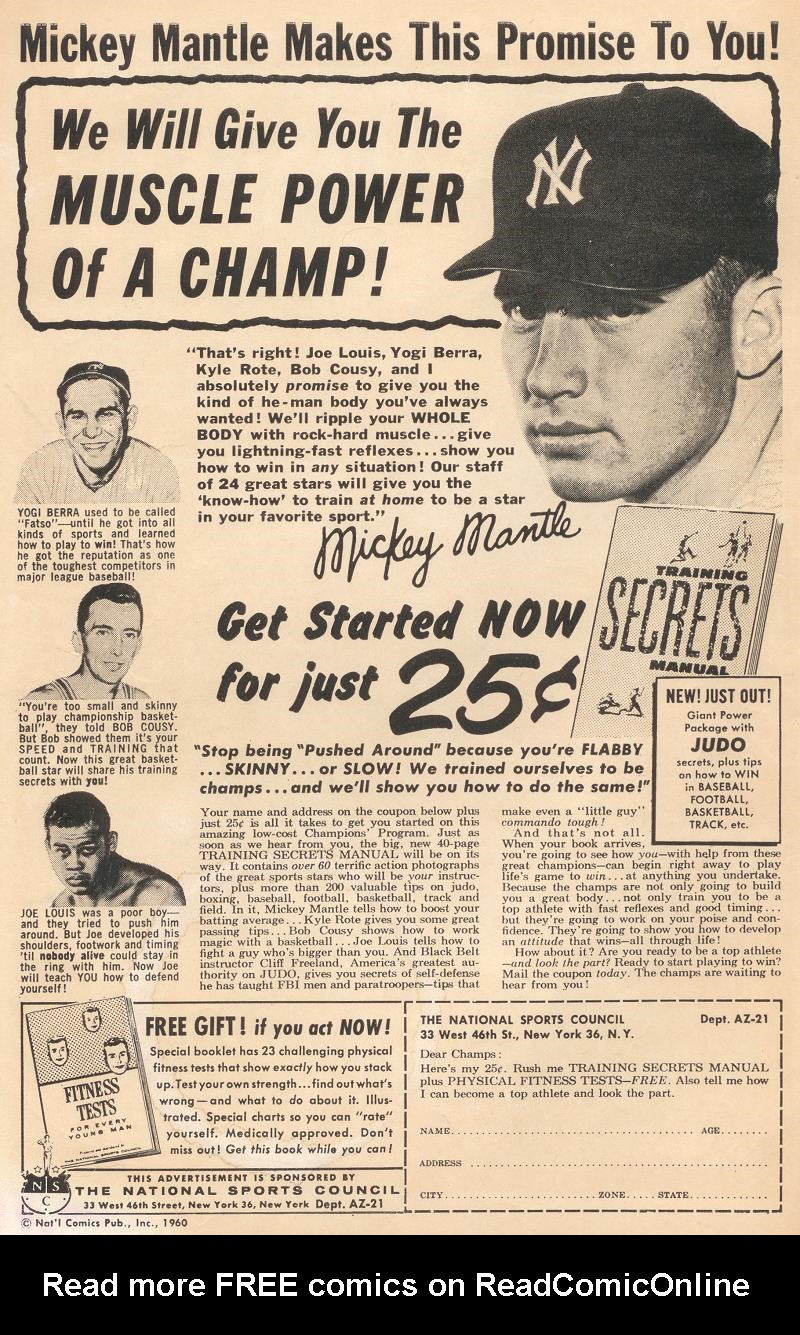 Mickey Mantle Makes This Promise To You!
We Will Give You The
MUSCLE POWER
Of A CHAMP!
"That's right! Joe Louis, Yogi Berra,
Kyle Rote, Bob Cousy, and I
absolutely promise to give you the
kind of he-man body you've always
wanted! We'll ripple your WHOLE
BODY with rock-hard muscle...give
you lightning-fast reflexes...show you
how to win in any situation! Our staff
of 24 great stars will give you the
'know-how' to train at home to be a star
in your favorite sport."
Mickey Mantle
YOGI BERRA used to be called
"Fatso"—until he got into all
kinds of sports and learned
how to play to win! That's how
he got the reputation as one
of the toughest competitors in
major league baseball!
"You're too small and skinny
to play championship basket-
ball", they told BOB COUSY.
But Bob showed them it's your
SPEED and TRAINING that
count. Now this great basket-
ball star will share his training
secrets with you!
JOE LOUIS was a poor boy—
and they tried to push him
around. But Joe developed his
shoulders, footwork and timing
'til nobody alive could stay in
the ring with him. Now Joe
will teach YOU how to defend
yourself!
Get Started NOW
for just 25¢
TRAINING
SECRETS
MANUAL
NEW! JUST OUT!
Giant Power
Package with
JUDO
secrets, plus tips
on how to WIN
in BASEBALL,
FOOTBALL,
BASKETBALL,
TRACK, etc.
"Stop being "Pushed Around" because you're FLABBY
...SKINNY...or SLOW! We trained ourselves to be
champs...and we'll show you how to do the same!"
Your name and address on the coupon below plus
just 25¢ is all it takes to get you started on this
amazing low-cost Champions' Program. Just as
soon as we hear from you, the big, new 40-page
TRAINING SECRETS MANUAL will be on its
way. It contains over 60 terrific action photographs
of the great sports stars who will be your instruc-
tors, plus more than 200 valuable tips on judo,
boxing, baseball, football, basketball, track and
field. In it, Mickey Mantle tells how to boost your
batting average...Kyle Rote gives you some great
passing tips...Bob Cousy shows how to work
magic with a basketball...Joe Louis tells how to
fight a guy who's bigger than you. And Black Belt
instructor Cliff Freeland, America's greatest au-
thority on JUDO, gives you secrets of self-defense
he has taught FBI men and paratroopers—tips that
make even a "little guy"
commando tough!
And that's not all.
When your book arrives,
you're going to see how you—with help from these
great champions—can begin right away to play
life's game to win...at anything you undertake.
Because the champs are not only going to build
you a great body...not only train you to be a
top athlete with fast reflexes and good timing...
but they're going to work on your poise and con-
fidence. They're going to show you how to develop
an attitude that wins—all through life!
How about it? Are you ready to be a top athlete
—and look the part? Ready to start playing to win?
Mail the coupon today. The champs are waiting to
hear from you!
FITNESS
TESTS
FOR EVERY
YOUNG MAN
FREE GIFT! if you act NOW!
Special booklet has 23 challenging physical
fitness tests that show exactly how you stack
up. Test your own strength...find out what's
wrong—and what to do about it. Illus-
trated. Special charts so you can "rate"
yourself. Medically approved. Don't
miss out! Get this book while you can!
NSC
THIS ADVERTISEMENT IS SPONSORED BY
THE NATIONAL SPORTS COUNCIL
33 West 46th Street, New York 36, New York Dept. AZ-21
© Nat'l Comics Pub., Inc., 1960
THE NATIONAL SPORTS COUNCIL Dept. AZ-21
33 West 46th St., New York 36, N.Y.
Dear Champs:
Here's my 25¢. Rush me TRAINING SECRETS MANUAL
plus PHYSICAL FITNESS TESTS—FREE. Also tell me how
I can become a top athlete and look the part.
NAME.................................... AGE........
ADDRESS ........................................
CITY.......................... ZONE..... STATE..............
Read more FREE comics on ReadComicOnline